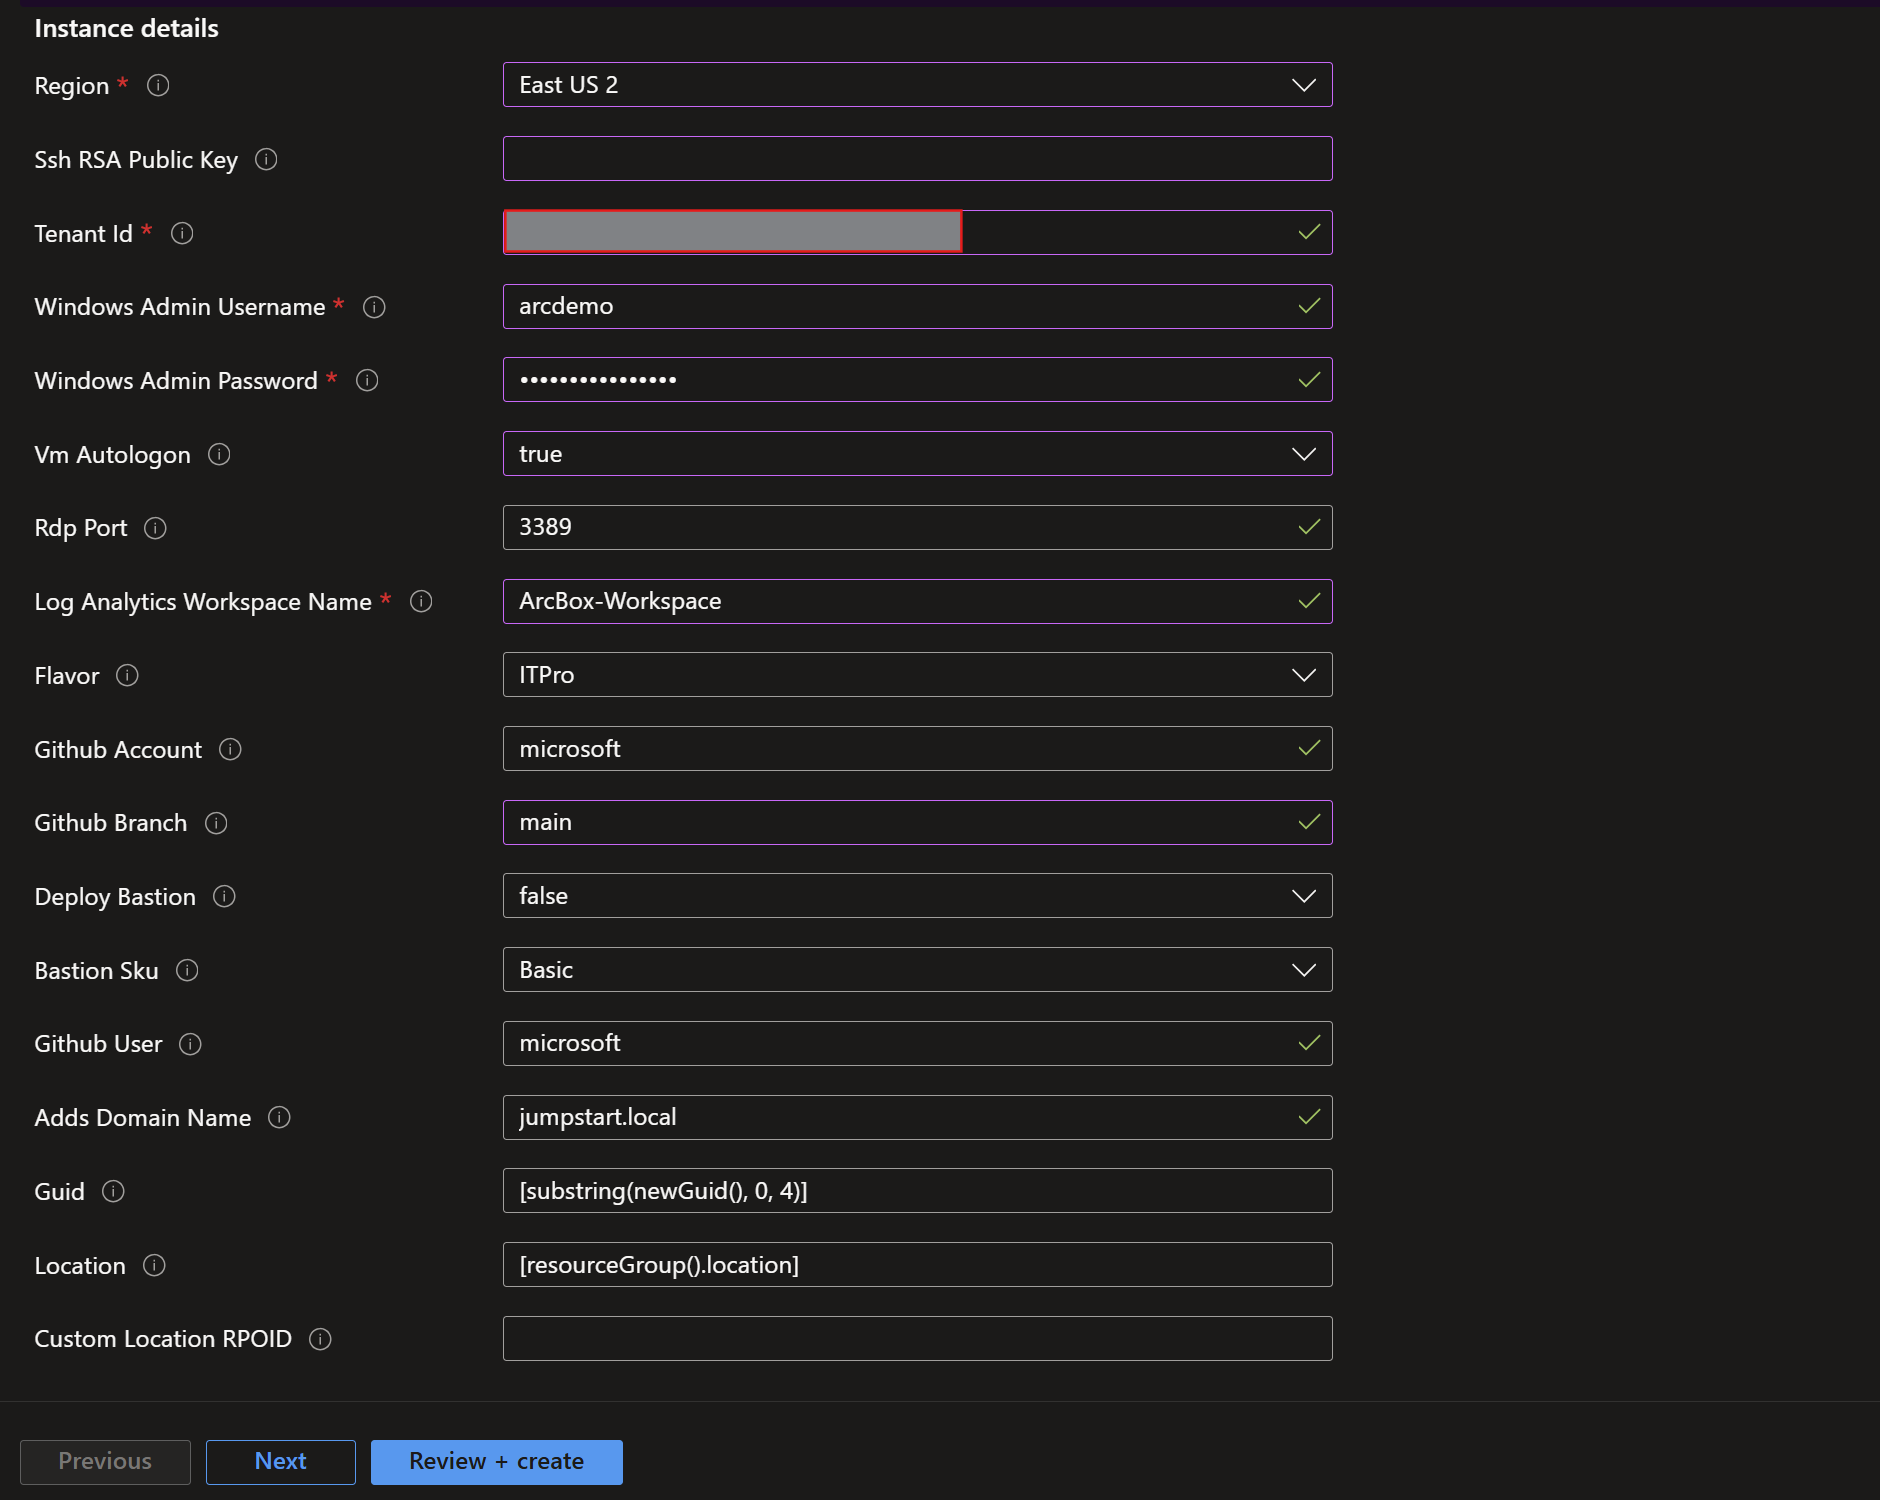 Instance details
Region * East US 2
Ssh RSA Public Key
Tenant Id *
Windows Admin Username * arcdemo
Windows Admin Password * ••••••••••••••••
Vm Autologon true
Rdp Port 3389
Log Analytics Workspace Name * ArcBox-Workspace
Flavor ITPro
Github Account microsoft
Github Branch main
Deploy Bastion false
Bastion Sku Basic
Github User microsoft
Adds Domain Name jumpstart.local
Guid [substring(newGuid(), 0, 4)]
Location [resourceGroup().location]
Custom Location RPOID
Previous Next Review + create